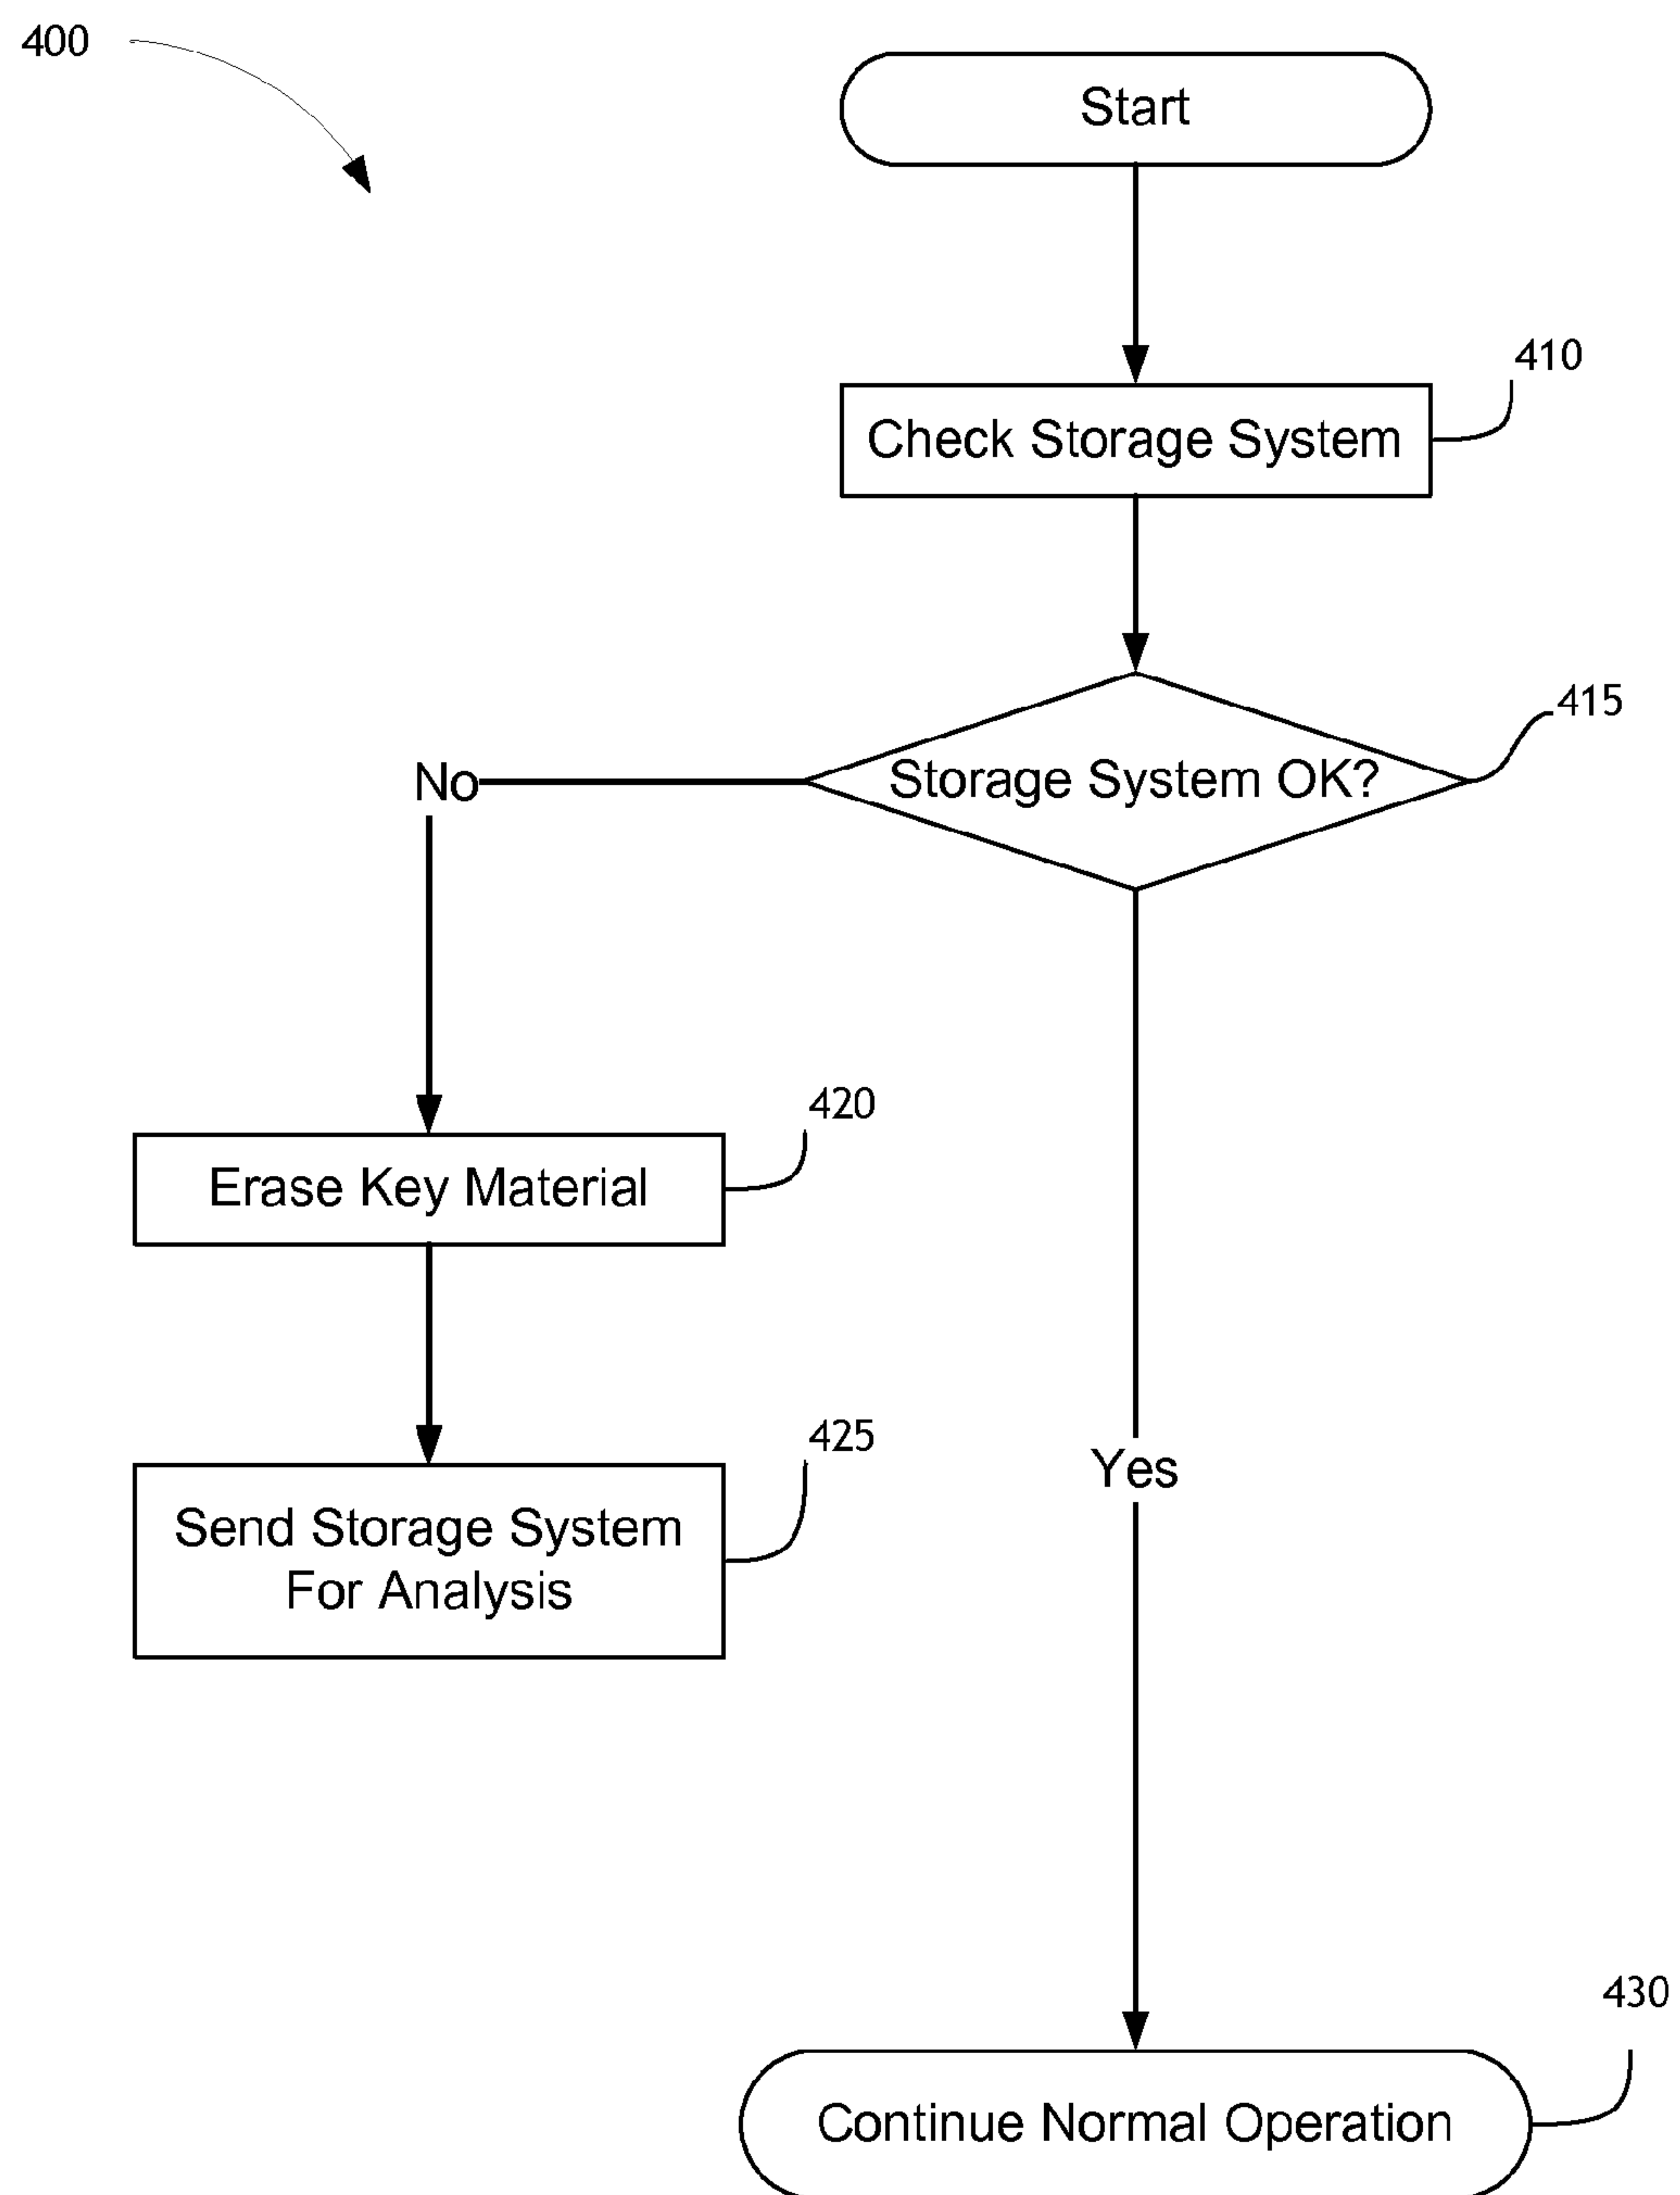 400
Start
410
Check Storage System
415
Storage System OK?
No
420
Erase Key Material
425
Send Storage System
For Analysis
Yes
430
Continue Normal Operation